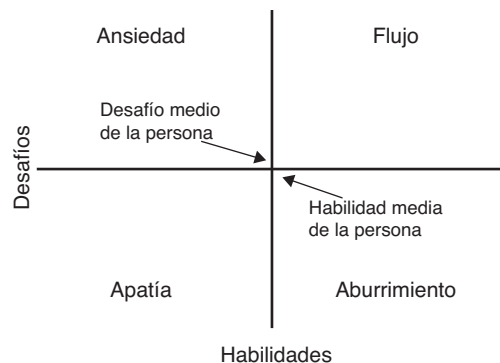 Ansiedad
Flujo
Desafío medio
de la persona
Desafíos
Habilidad media
de la persona
Apatía
Aburrimiento
Habilidades